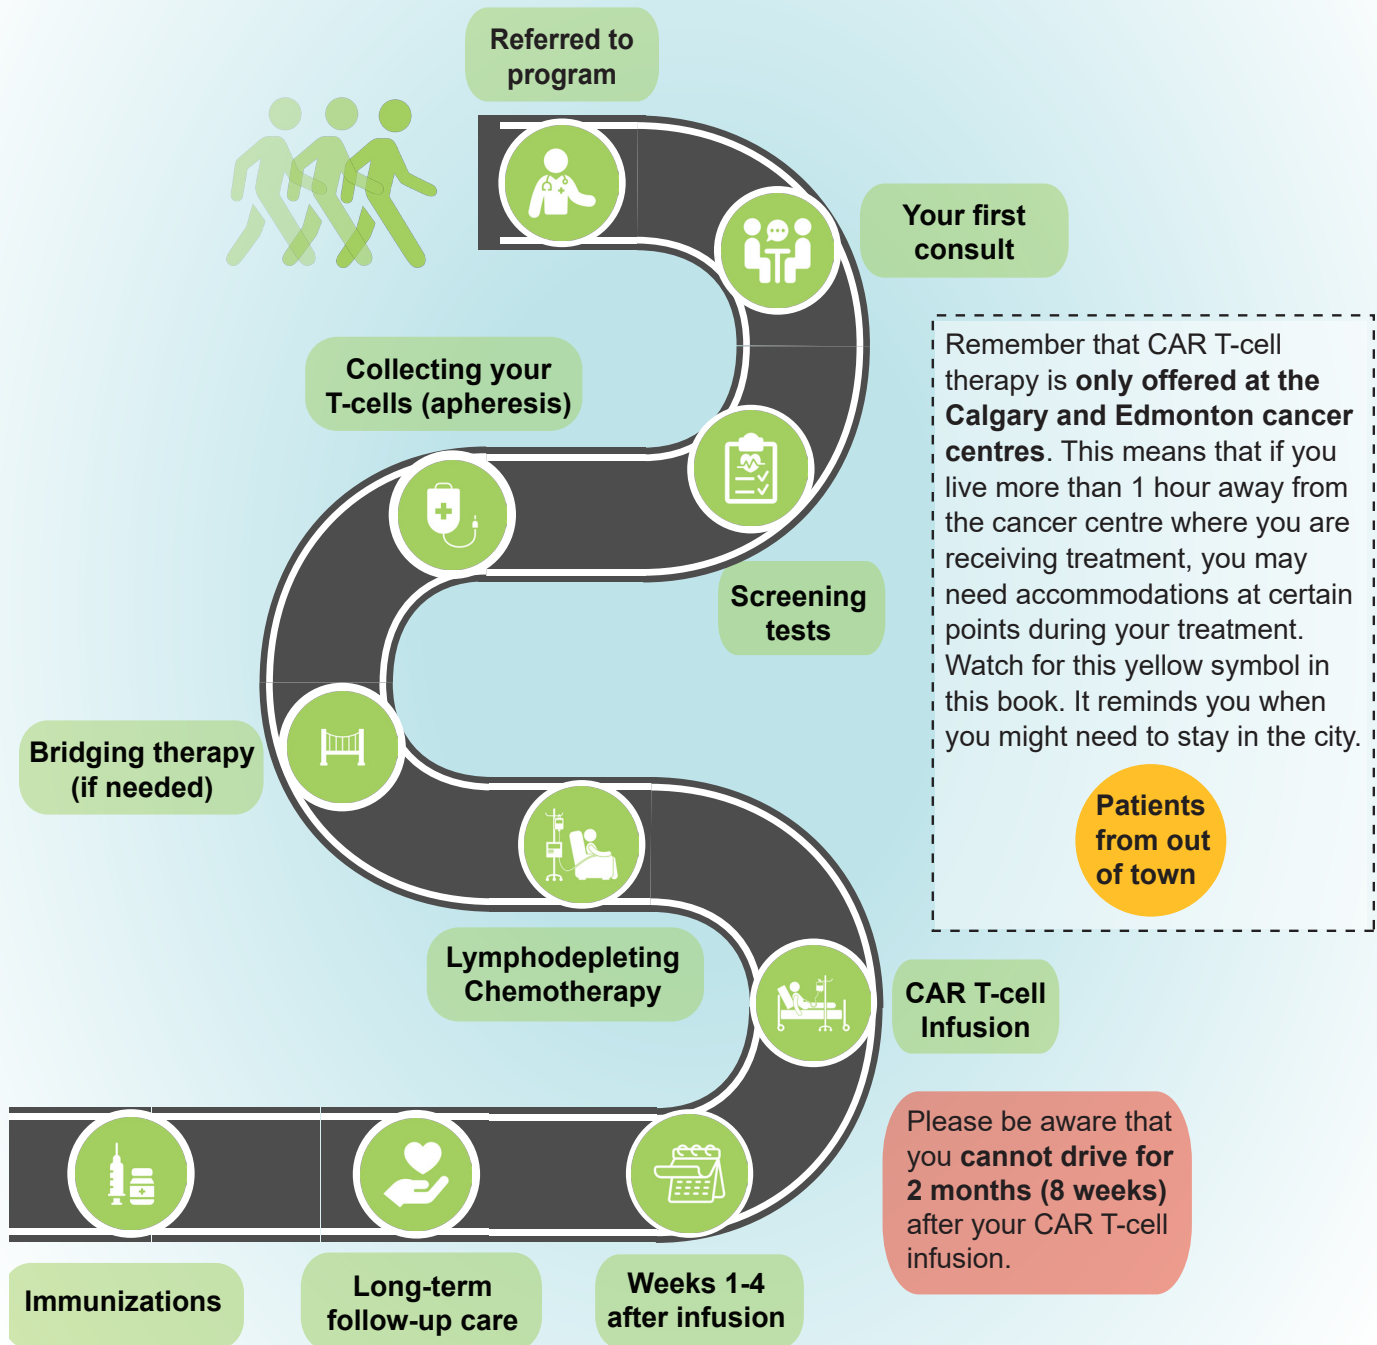 Referred to
program
Your first
consult
Remember that CAR T-cell
therapy is only offered at the
Calgary and Edmonton cancer
centres. This means that if you
live more than 1 hour away from
the cancer centre where you are
receiving treatment, you may
need accommodations at certain
points during your treatment.
Watch for this yellow symbol in
this book. It reminds you when
you might need to stay in the city.
Patients
from out
of town
Screening
tests
Collecting your
T-cells (apheresis)
Bridging therapy
(if needed)
Lymphodepleting
Chemotherapy
CAR T-cell
Infusion
Please be aware that
you cannot drive for
2 months (8 weeks)
after your CAR T-cell
infusion.
Weeks 1-4
after infusion
Long-term
follow-up care
Immunizations